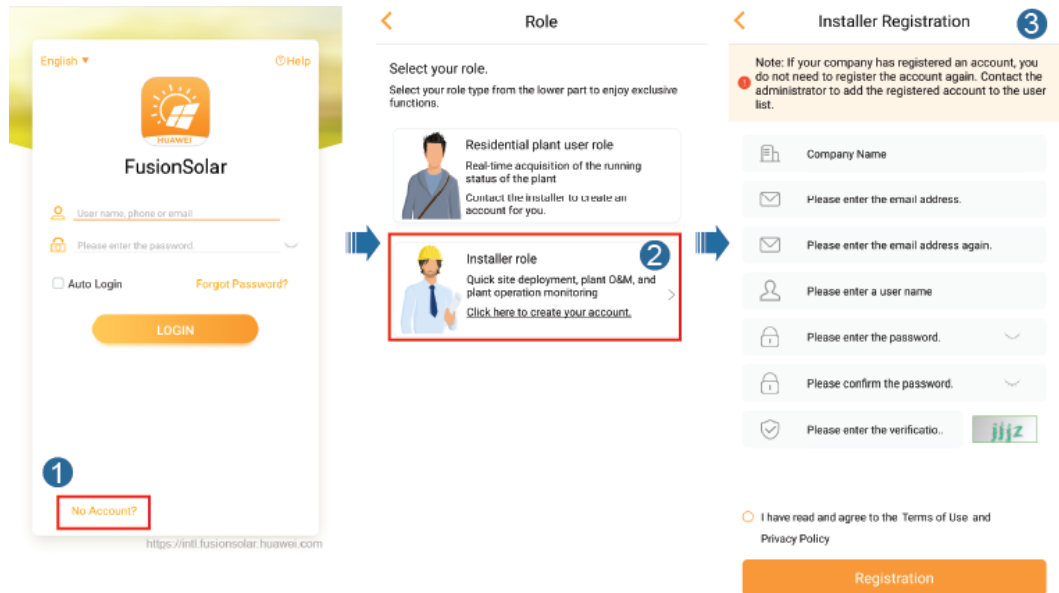 English ▼
Help
HUAWEI
FusionSolar
User name, phone or email
Please enter the password.
Auto Login
Forgot Password?
LOGIN
1
No Account?
https://intl.fusionsolar.huawei.com
Role
Select your role.
Select your role type from the lower part to enjoy exclusive
functions.
Residential plant user role
Real-time acquisition of the running
status of the plant
Contact the installer to create an
account for you.
2
Installer role
Quick site deployment, plant O&M, and
plant operation monitoring
Click here to create your account.
Installer Registration
3
Note: If your company has registered an account, you
do not need to register the account again. Contact the
administrator to add the registered account to the user
list.
Company Name
Please enter the email address.
Please enter the email address again.
Please enter a user name
Please enter the password.
Please confirm the password.
Please enter the verificatio..
jjjz
I have read and agree to the Terms of Use and
Privacy Policy
Registration